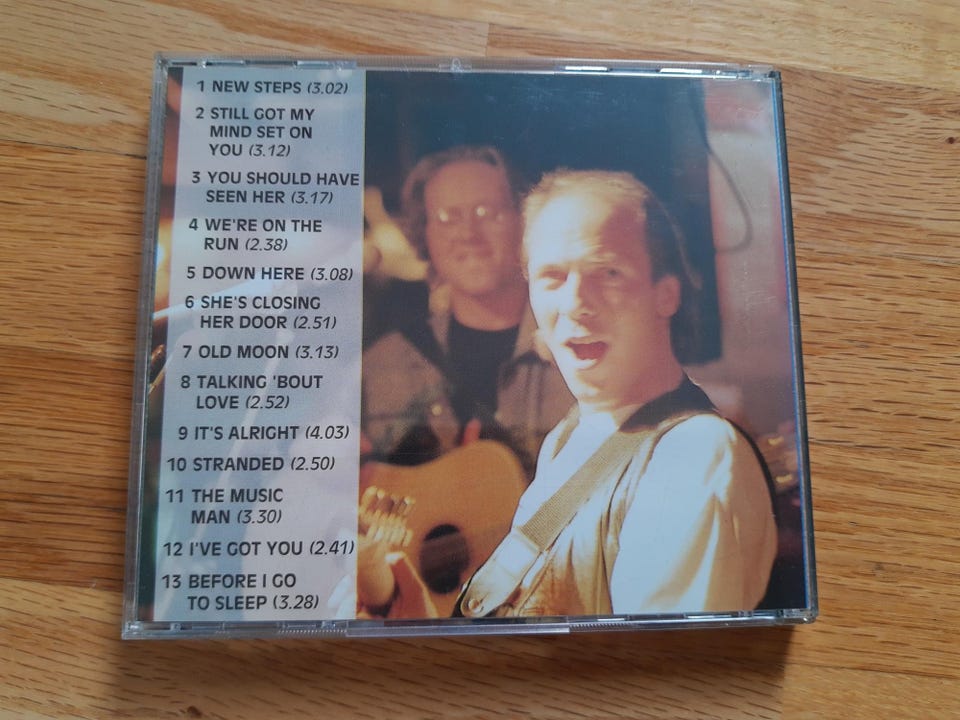 1 NEW STEPS (3.02)
2 STILL GOT MY
MIND SET ON
YOU (3.12)
3 YOU SHOULD HAVE
SEEN HER (3.17)
4 WE'RE ON THE
RUN (2.38)
5 DOWN HERE (3.08)
6 SHE'S CLOSING
HER DOOR (2.51)
7 OLD MOON (3.13)
8 TALKING 'BOUT
LOVE (2.52)
9 IT'S ALRIGHT (4.03)
10 STRANDED (2.50)
11 THE MUSIC
MAN (3.30)
12 I'VE GOT YOU (2.41)
13 BEFORE I GO
TO SLEEP (3.28)